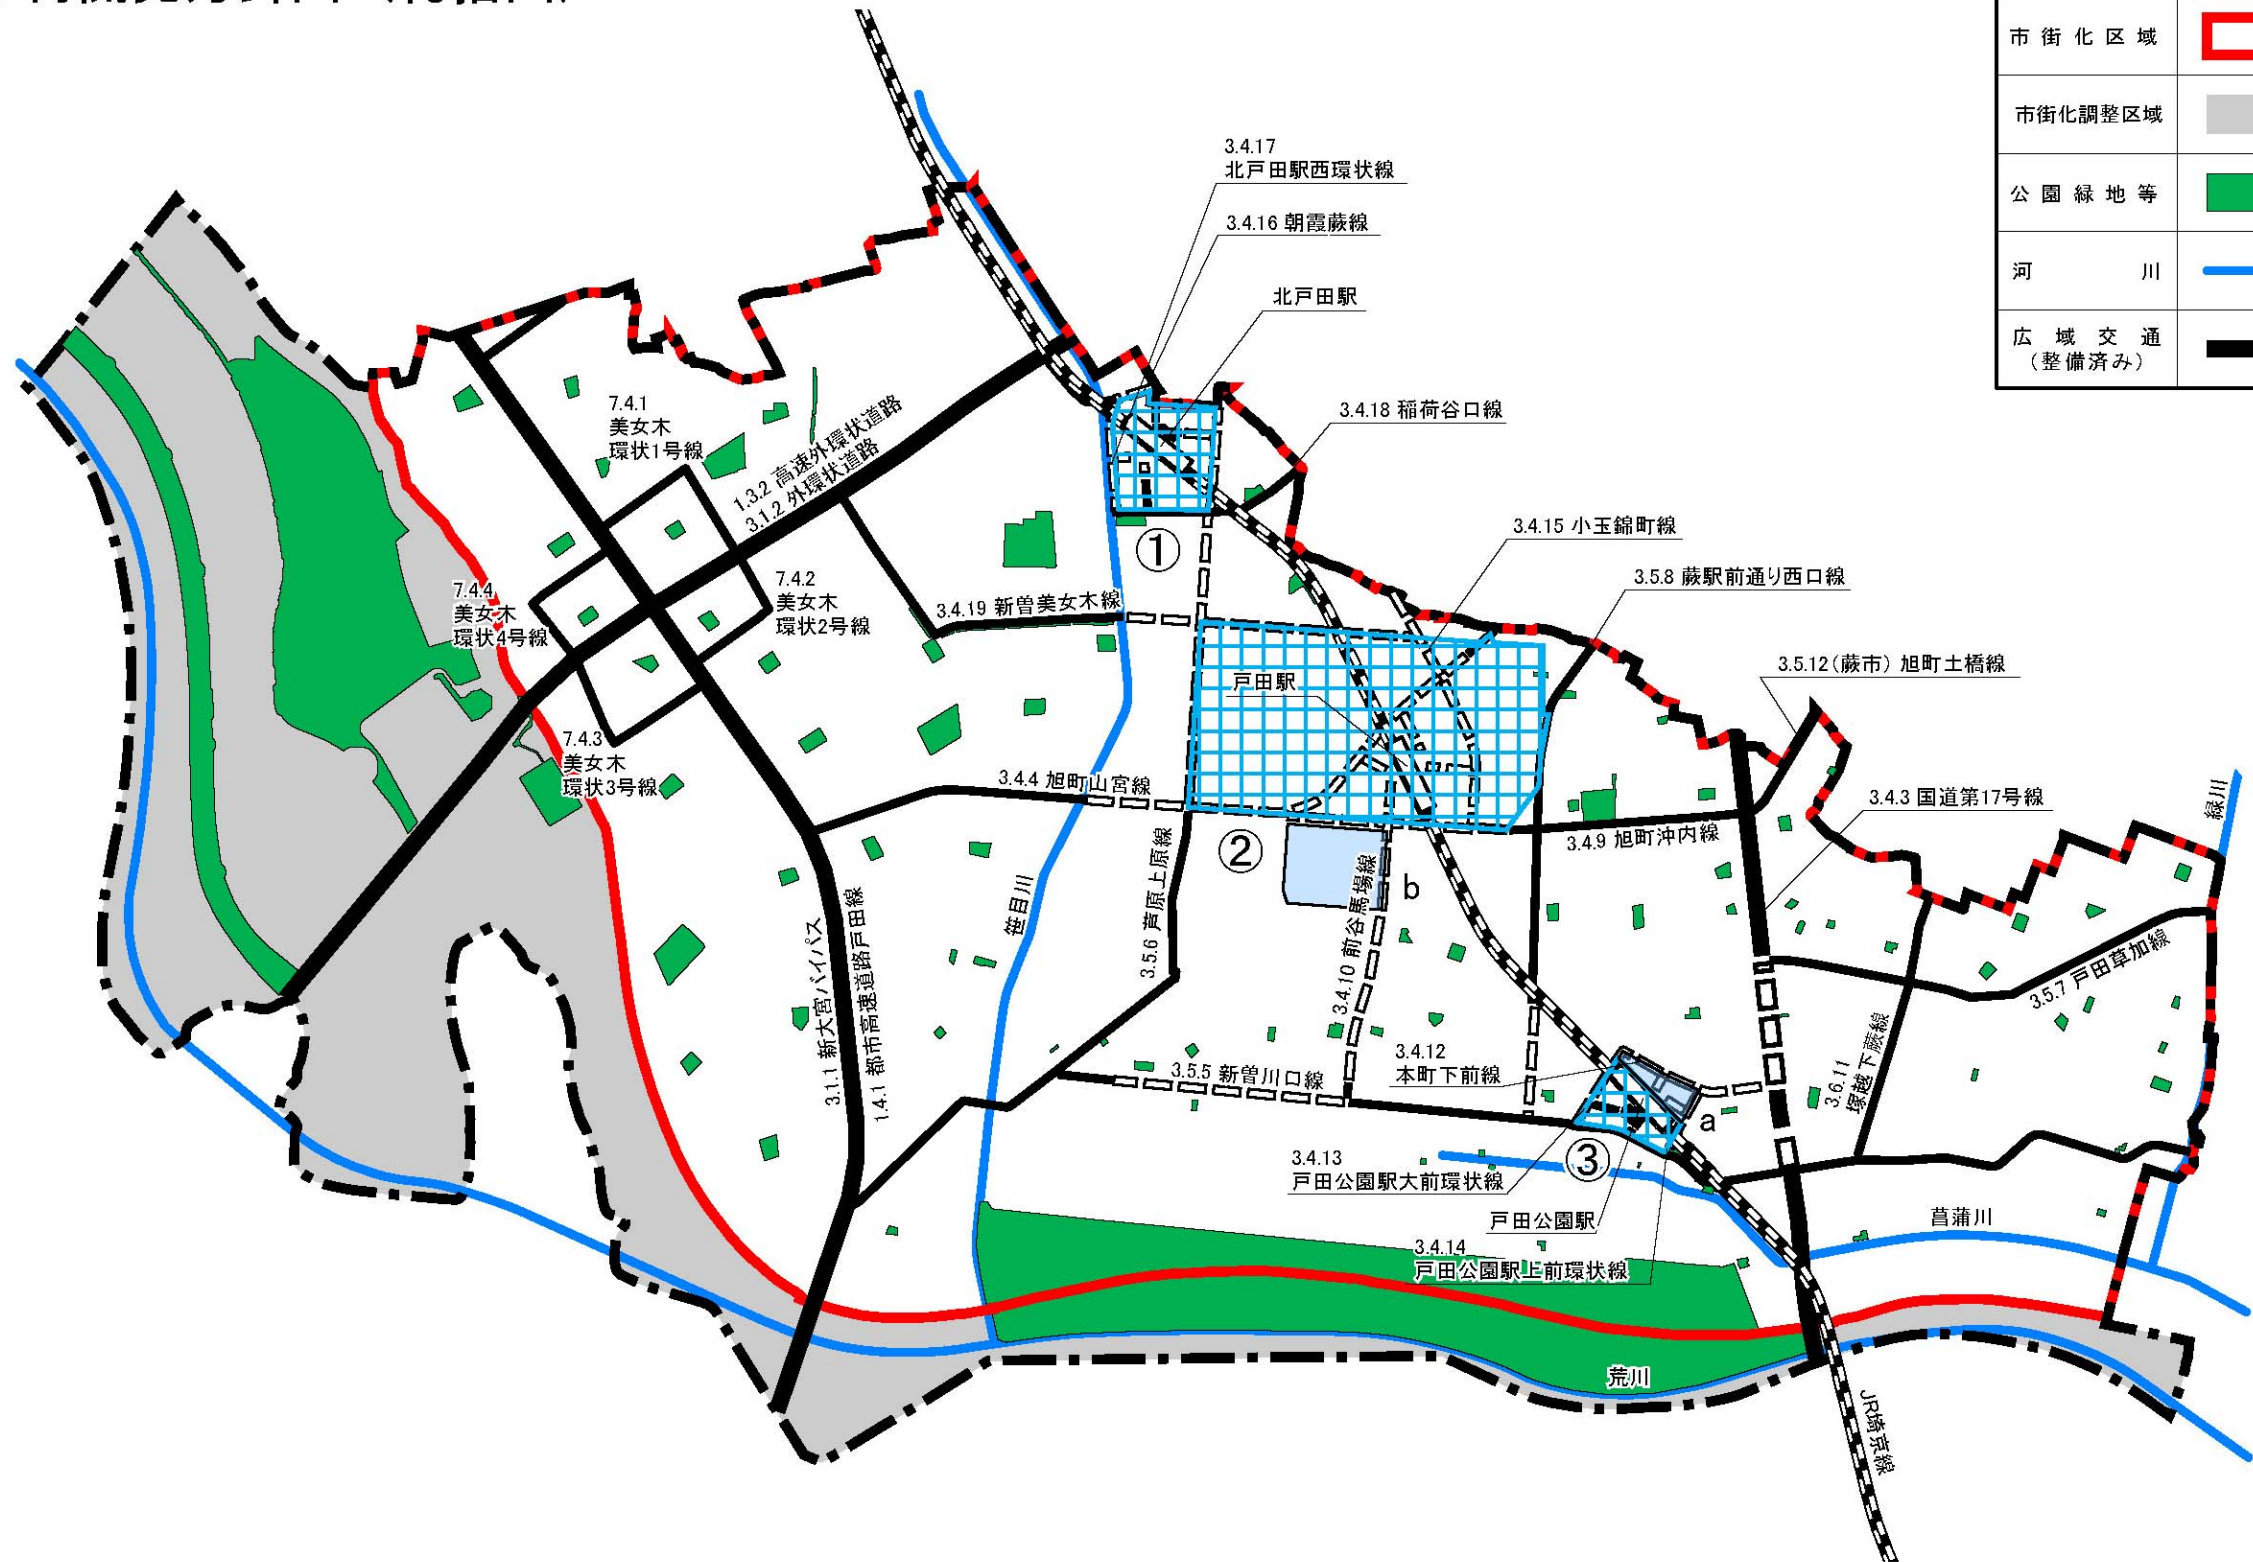 市街化区域
市街化調整区域
公園緑地等
河川
広域交通
(整備済み)
3.4.17
北戸田駅西環状線
3.4.16 朝霞蕨線
北戸田駅
3.4.18 稲荷谷口線
7.4.1
美女木
環状1号線
1.3.2 高速外環状道路
3.1.2 外環状道路
①
3.4.15 小玉錦町線
3.5.8 蕨駅前通り西口線
7.4.4
美女木
環状4号線
7.4.2
美女木
環状2号線
3.4.19 新曽美女木線
3.5.12(蕨市) 旭町土橋線
戸田駅
7.4.3
美女木
環状3号線
3.4.4 旭町山宮線
3.4.3 国道第17号線
緑川
3.4.9 旭町沖内線
②
b
笹目川
3.5.6 芦原上原線
3.4.10 前谷馬場線
3.1.1 新大宮バイパス
1.4.1 都市高速道路戸田線
3.5.7 戸田草加線
3.6.11
塚越下蕨線
3.4.12
本町下前線
3.5.5 新曽川口線
a
③
3.4.13
戸田公園駅大前環状線
戸田公園駅
菖蒲川
3.4.14
戸田公園駅上前環状線
荒川
JR埼京線